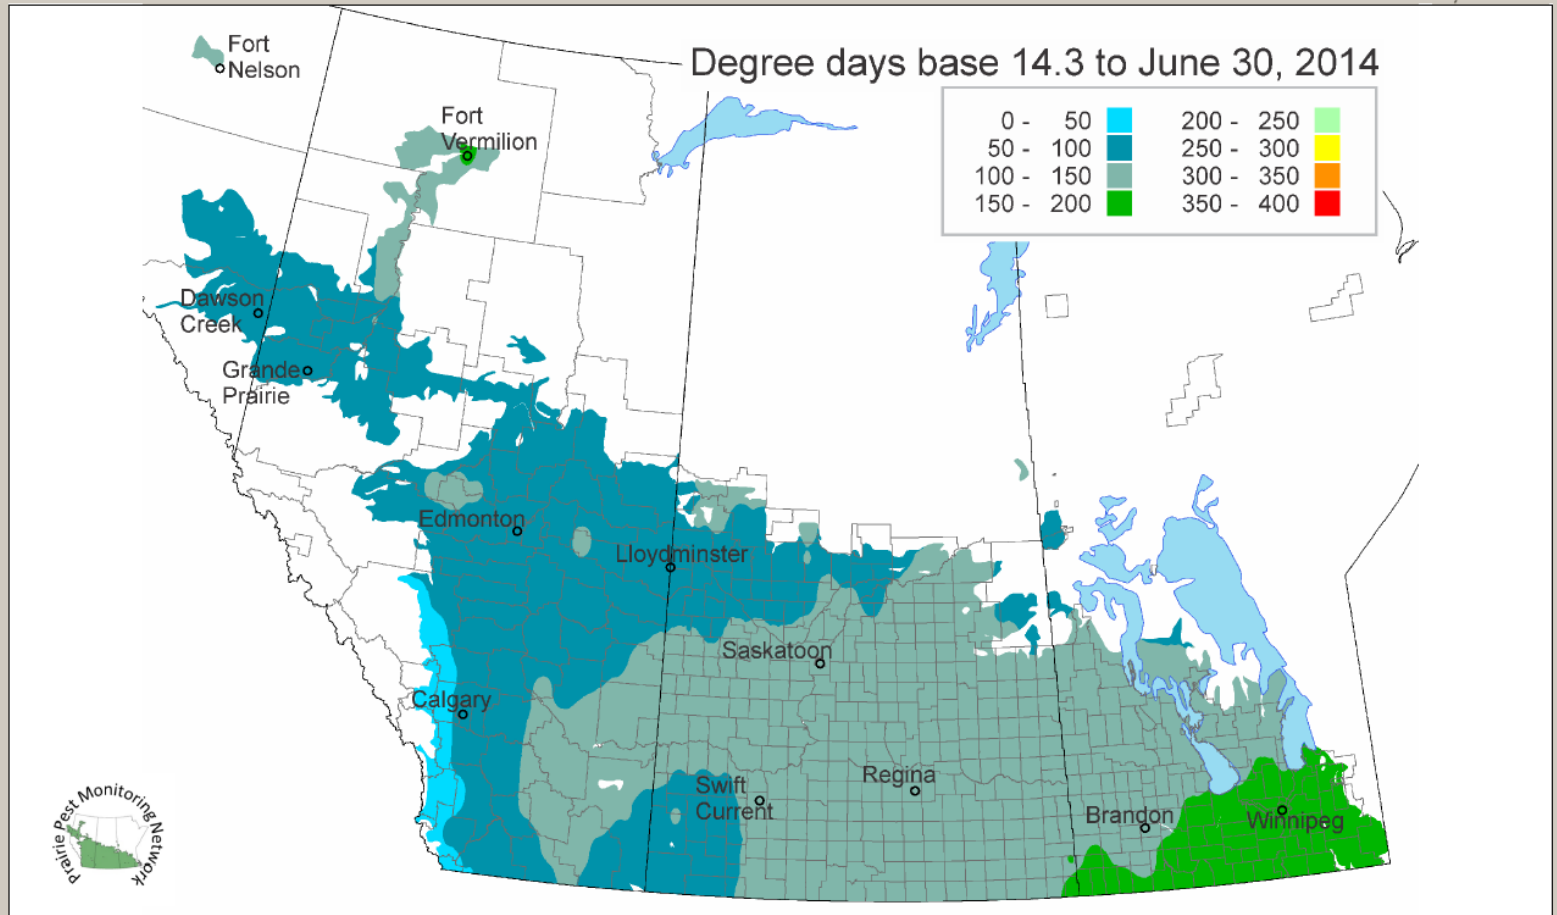 Degree days base 14.3 to June 30, 2014
0 - 50
50 - 100
100 - 150
150 - 200
200 - 250
250 - 300
300 - 350
350 - 400
Fort
Nelson
Fort
Vermilion
Dawson
Creek
Grande
Prairie
Edmonton
Lloydminster
Saskatoon
Calgary
Swift
Current
Regina
Brandon
Winnipeg
Prairie Pest Monitoring Network